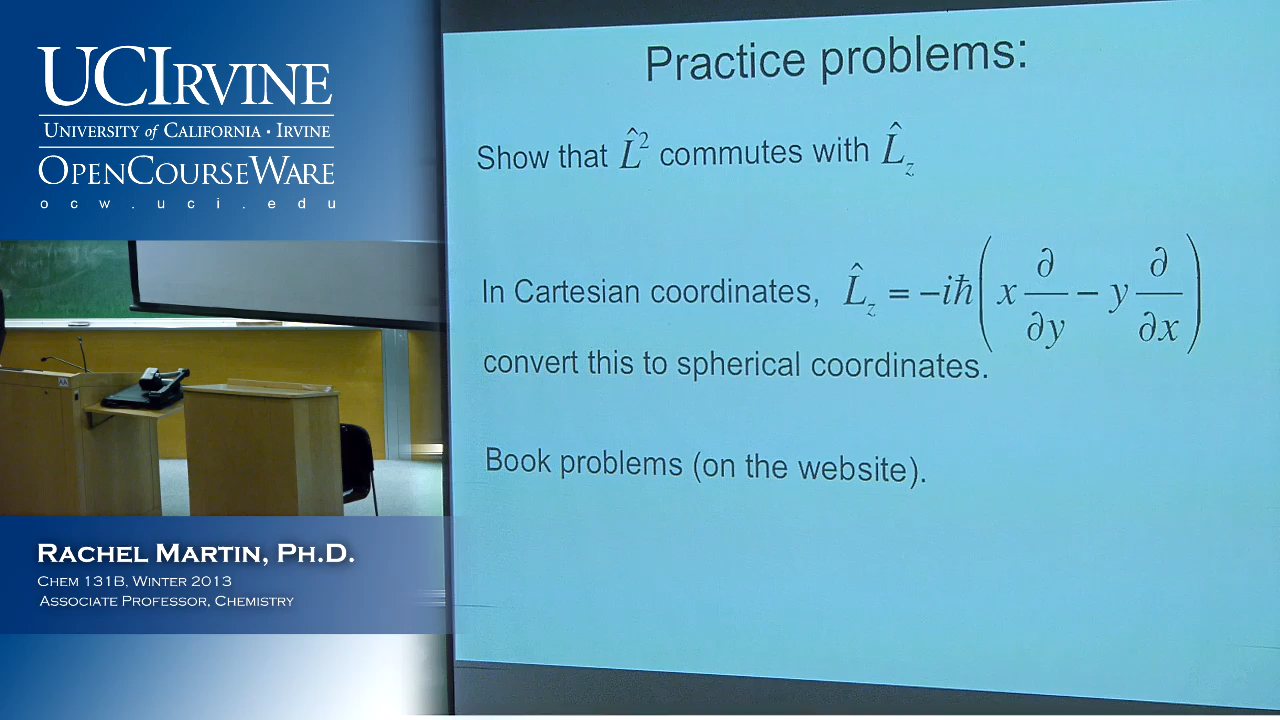 UCIRVINE
UNIVERSITY of CALIFORNIA · IRVINE
OPENCOURSEWARE
ocw.uci.edu
RACHEL MARTIN, PH.D.
CHEM 131B, WINTER 2013
ASSOCIATE PROFESSOR, CHEMISTRY
Practice problems:
Show that L̂² commutes with L̂_z
In Cartesian coordinates, L̂_z = −iħ(x ∂/∂y − y ∂/∂x)
convert this to spherical coordinates.
Book problems (on the website).